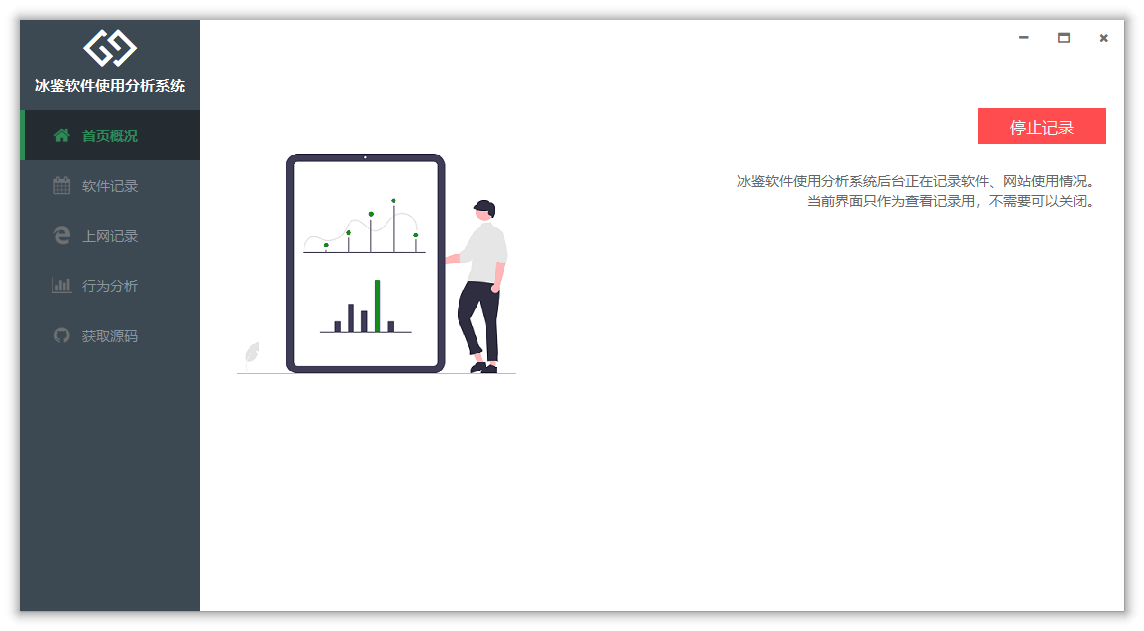 冰鉴软件使用分析系统
首页概况
软件记录
上网记录
行为分析
获取源码
停止记录
冰鉴软件使用分析系统后台正在记录软件、网站使用情况。
当前界面只作为查看记录用，不需要可以关闭。